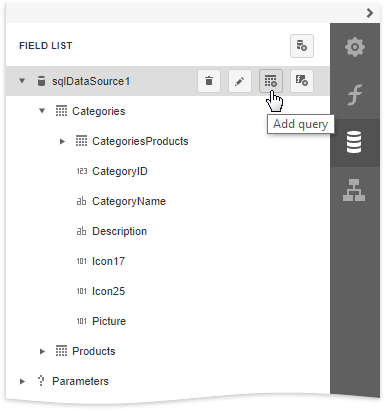 FIELD LIST
sqlDataSource1
Add query
Categories
CategoriesProducts
123 CategoryID
ab CategoryName
ab Description
101 Icon17
101 Icon25
101 Picture
Products
? Parameters